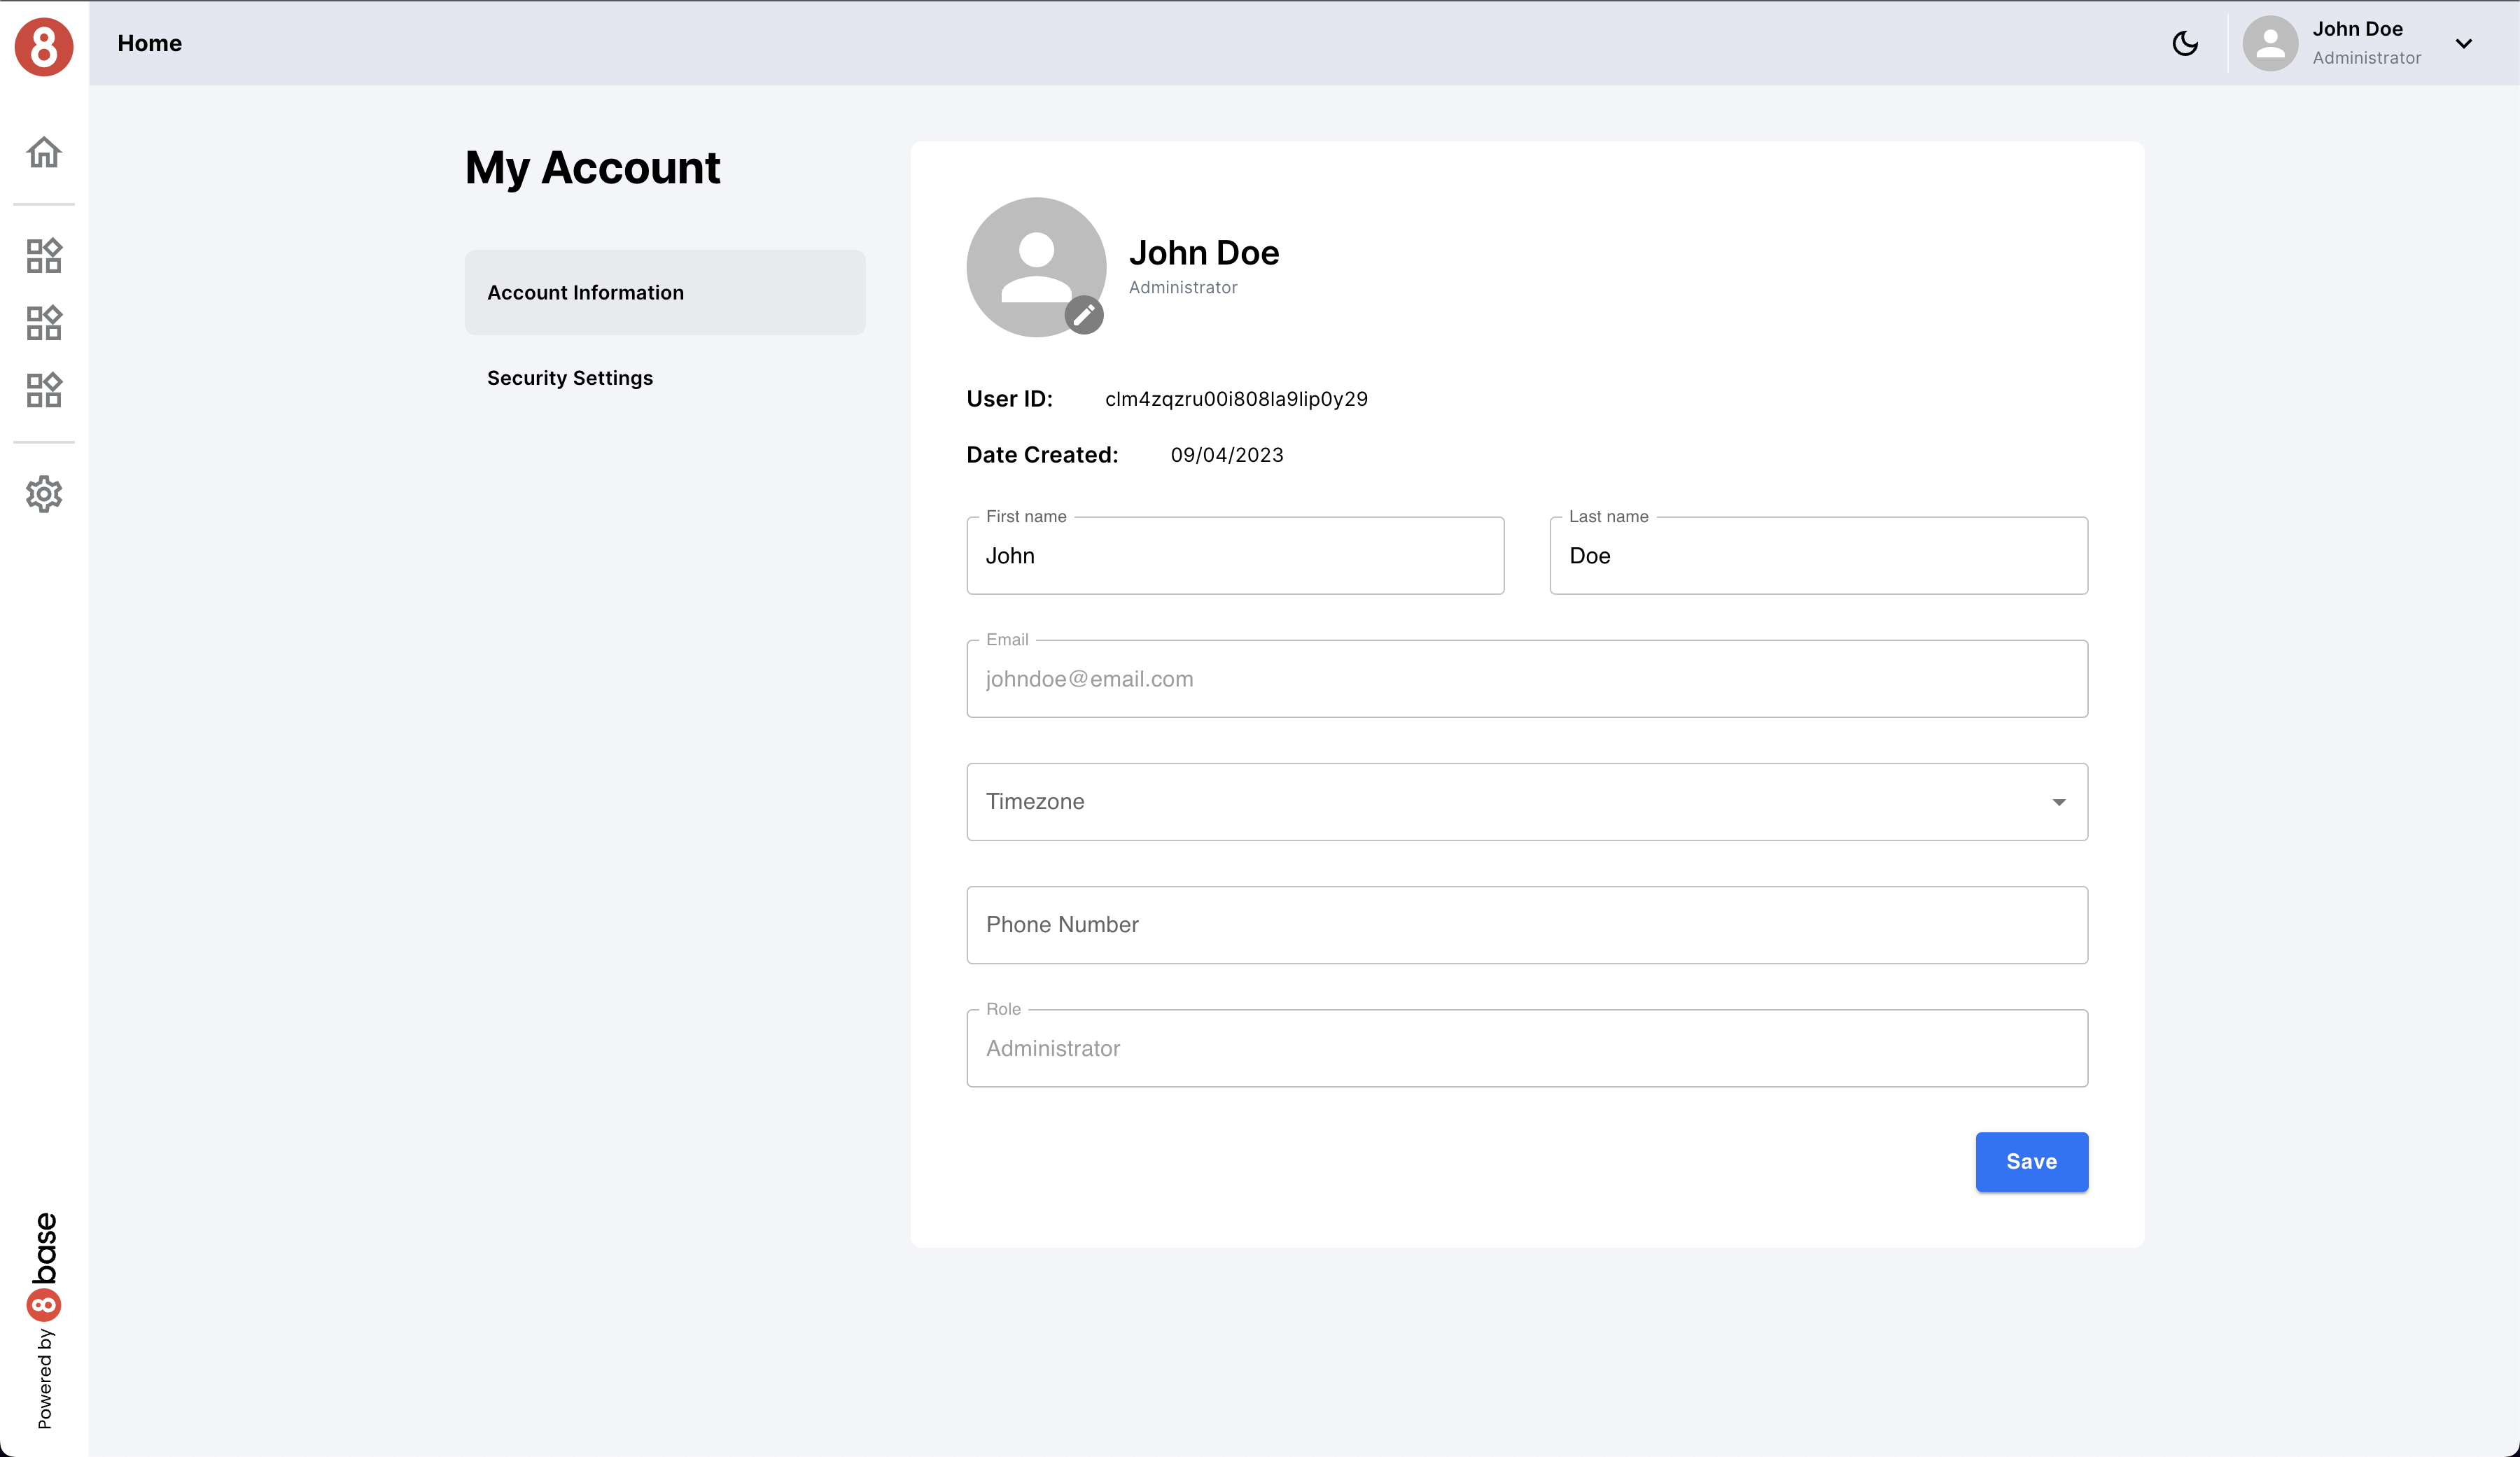 8
Home
John Doe
Administrator
My Account
Account Information
Security Settings
John Doe
Administrator
User ID: clm4zqzru00i808la9lip0y29
Date Created: 09/04/2023
First name
John
Last name
Doe
Email
johndoe@email.com
Timezone
Phone Number
Role
Administrator
Save
Powered by 8base